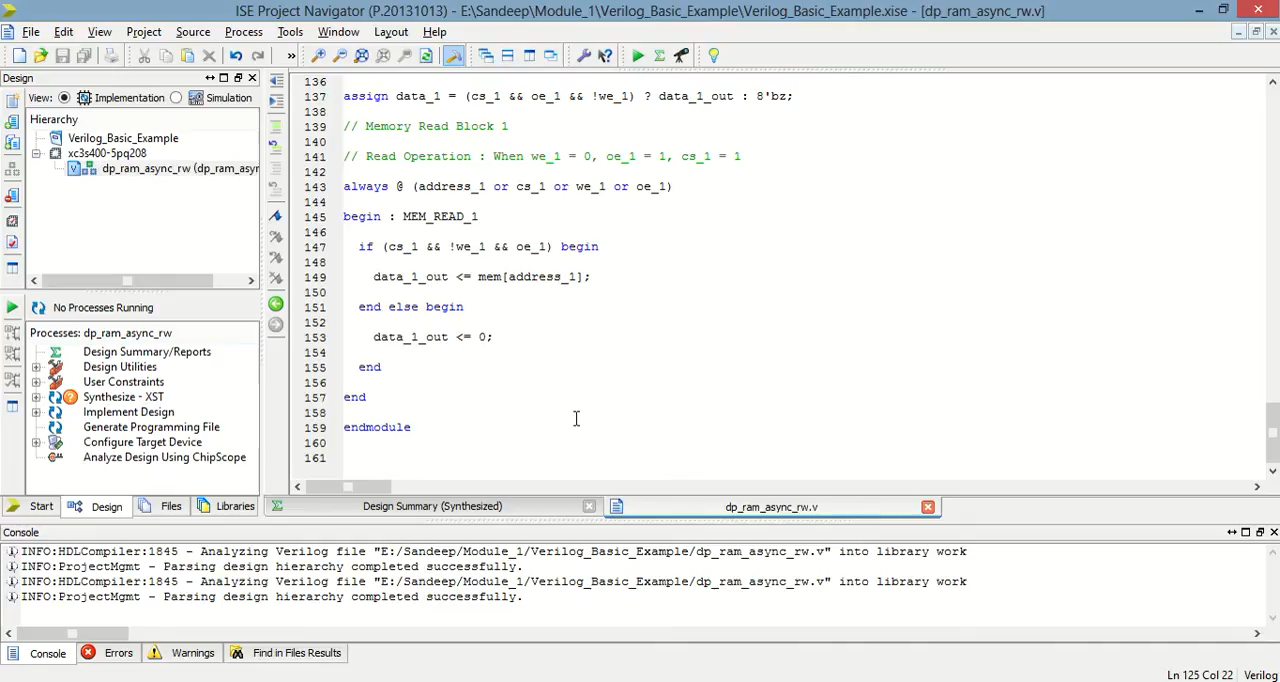 ISE Project Navigator (P.20131013) - E:\Sandeep\Module_1\Verilog_Basic_Example\Verilog_Basic_Example.xise - [dp_ram_async_rw.v]
File Edit View Project Source Process Tools Window Layout Help
Design
View: Implementation Simulation
Hierarchy
Verilog_Basic_Example
xc3s400-5pq208
dp_ram_async_rw (dp_ram_asyr
No Processes Running
Processes: dp_ram_async_rw
Design Summary/Reports
Design Utilities
User Constraints
Synthesize - XST
Implement Design
Generate Programming File
Configure Target Device
Analyze Design Using ChipScope
Start Design Files Libraries
136
137 assign data_1 = (cs_1 && oe_1 && !we_1) ? data_1_out : 8'bz;
138
139 // Memory Read Block 1
140
141 // Read Operation : When we_1 = 0, oe_1 = 1, cs_1 = 1
142
143 always @ (address_1 or cs_1 or we_1 or oe_1)
144
145 begin : MEM_READ_1
146
147 if (cs_1 && !we_1 && oe_1) begin
148
149 data_1_out <= mem[address_1];
150
151 end else begin
152
153 data_1_out <= 0;
154
155 end
156
157 end
158
159 endmodule
160
161
Design Summary (Synthesized) dp_ram_async_rw.v
Console
INFO:HDLCompiler:1845 - Analyzing Verilog file "E:/Sandeep/Module_1/Verilog_Basic_Example/dp_ram_async_rw.v" into library work
INFO:ProjectMgmt - Parsing design hierarchy completed successfully.
INFO:HDLCompiler:1845 - Analyzing Verilog file "E:/Sandeep/Module_1/Verilog_Basic_Example/dp_ram_async_rw.v" into library work
INFO:ProjectMgmt - Parsing design hierarchy completed successfully.
Console Errors Warnings Find in Files Results
Ln 125 Col 22 Verilog